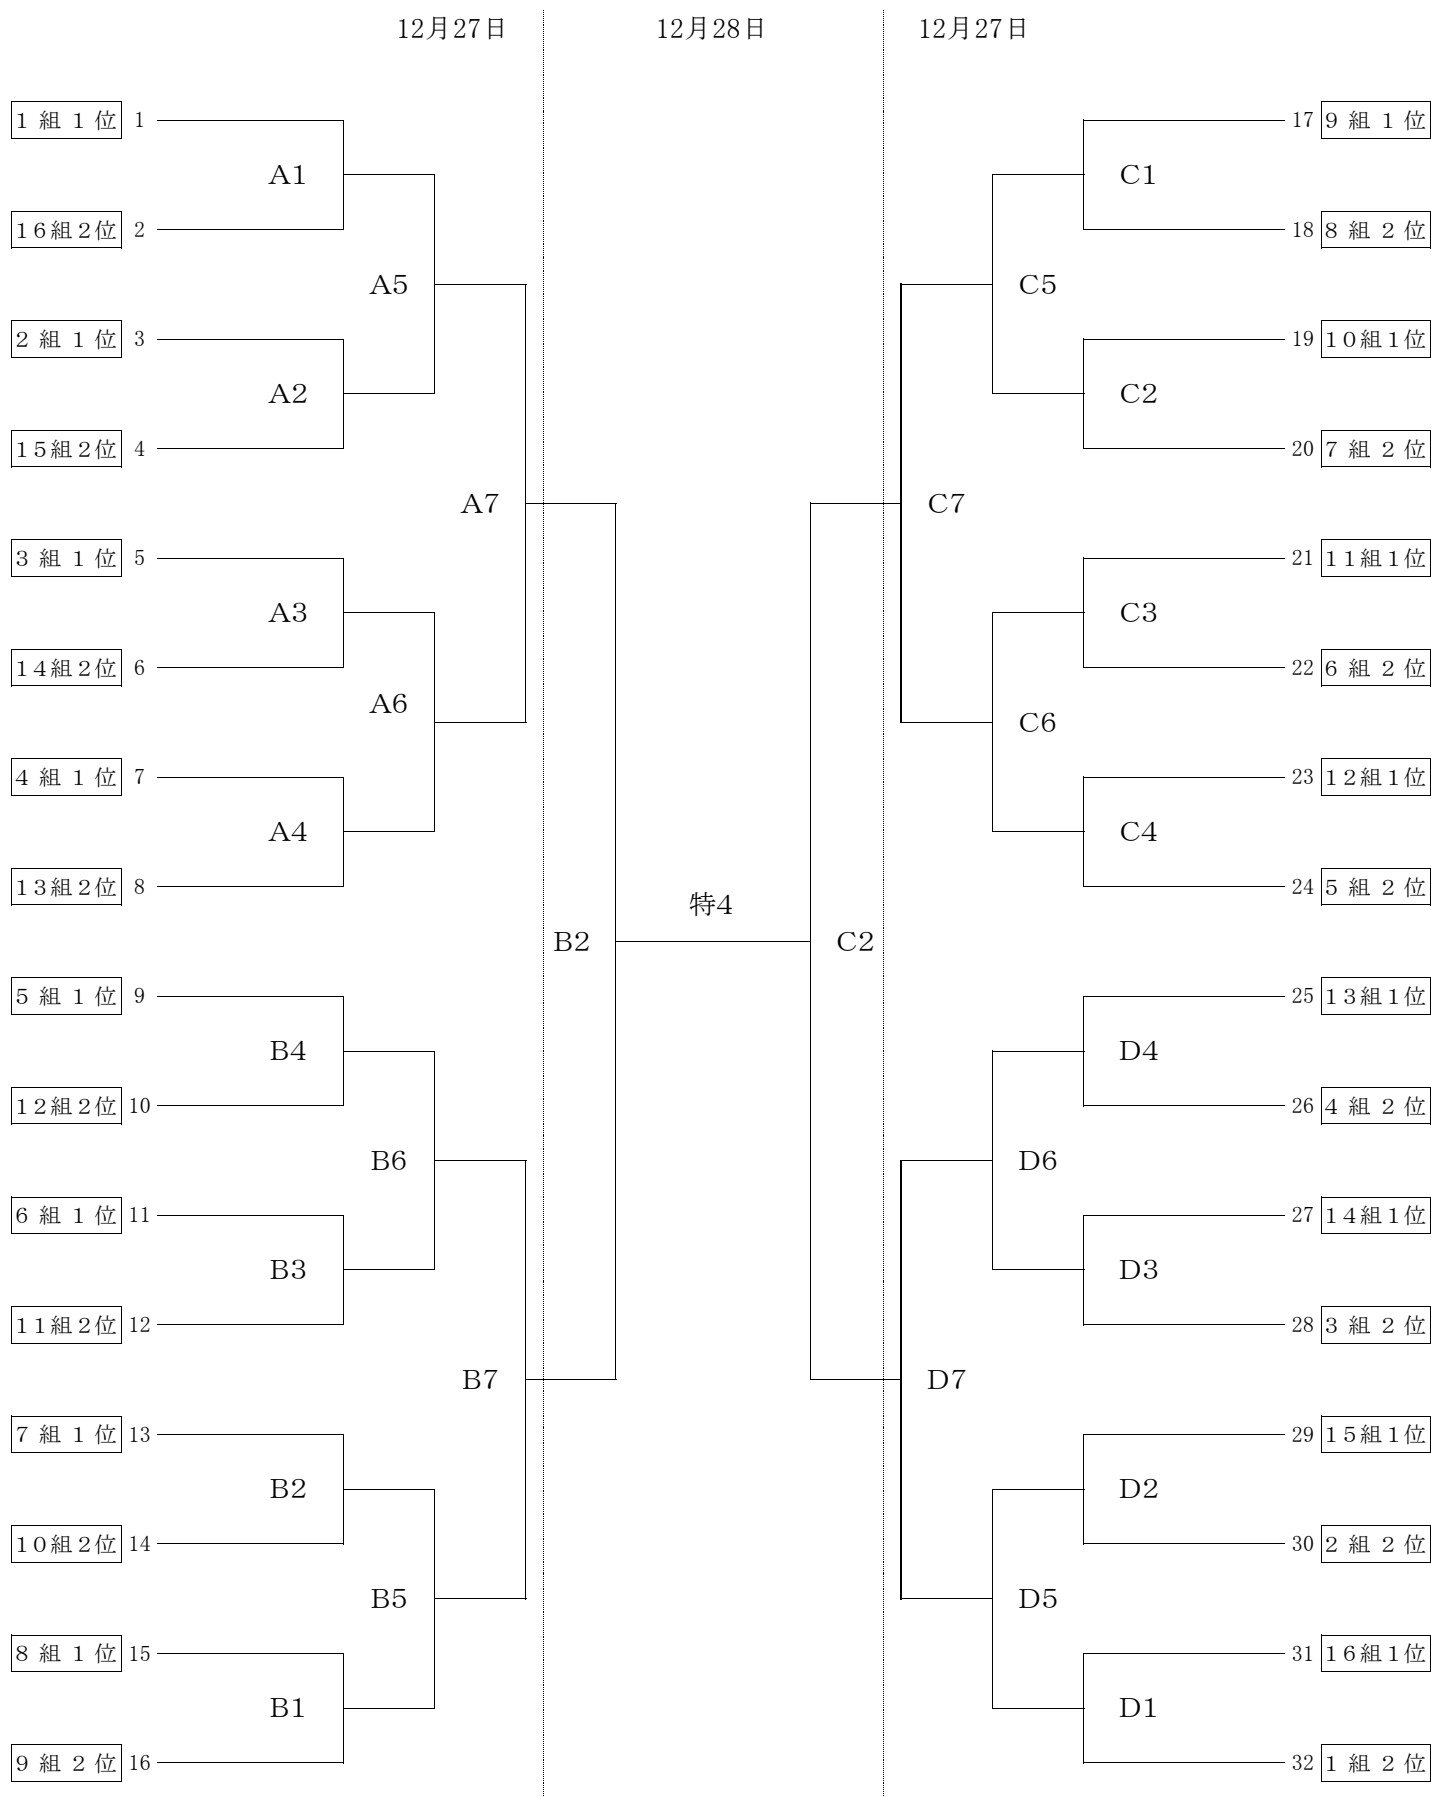 12月27日 12月28日 12月27日
１組１位 1 17 ９組１位
A1 C1
１６組２位 2 18 ８組２位
A5 C5
２組１位 3 19 １０組１位
A2 C2
１５組２位 4 20 ７組２位
A7 C7
３組１位 5 21 １１組１位
A3 C3
１４組２位 6 22 ６組２位
A6 C6
４組１位 7 23 １２組１位
A4 C4
１３組２位 8 24 ５組２位
特4
B2 C2
５組１位 9 25 １３組１位
B4 D4
１２組２位 10 26 ４組２位
B6 D6
６組１位 11 27 １４組１位
B3 D3
１１組２位 12 28 ３組２位
B7 D7
７組１位 13 29 １５組１位
B2 D2
１０組２位 14 30 ２組２位
B5 D5
８組１位 15 31 １６組１位
B1 D1
９組２位 16 32 １組２位